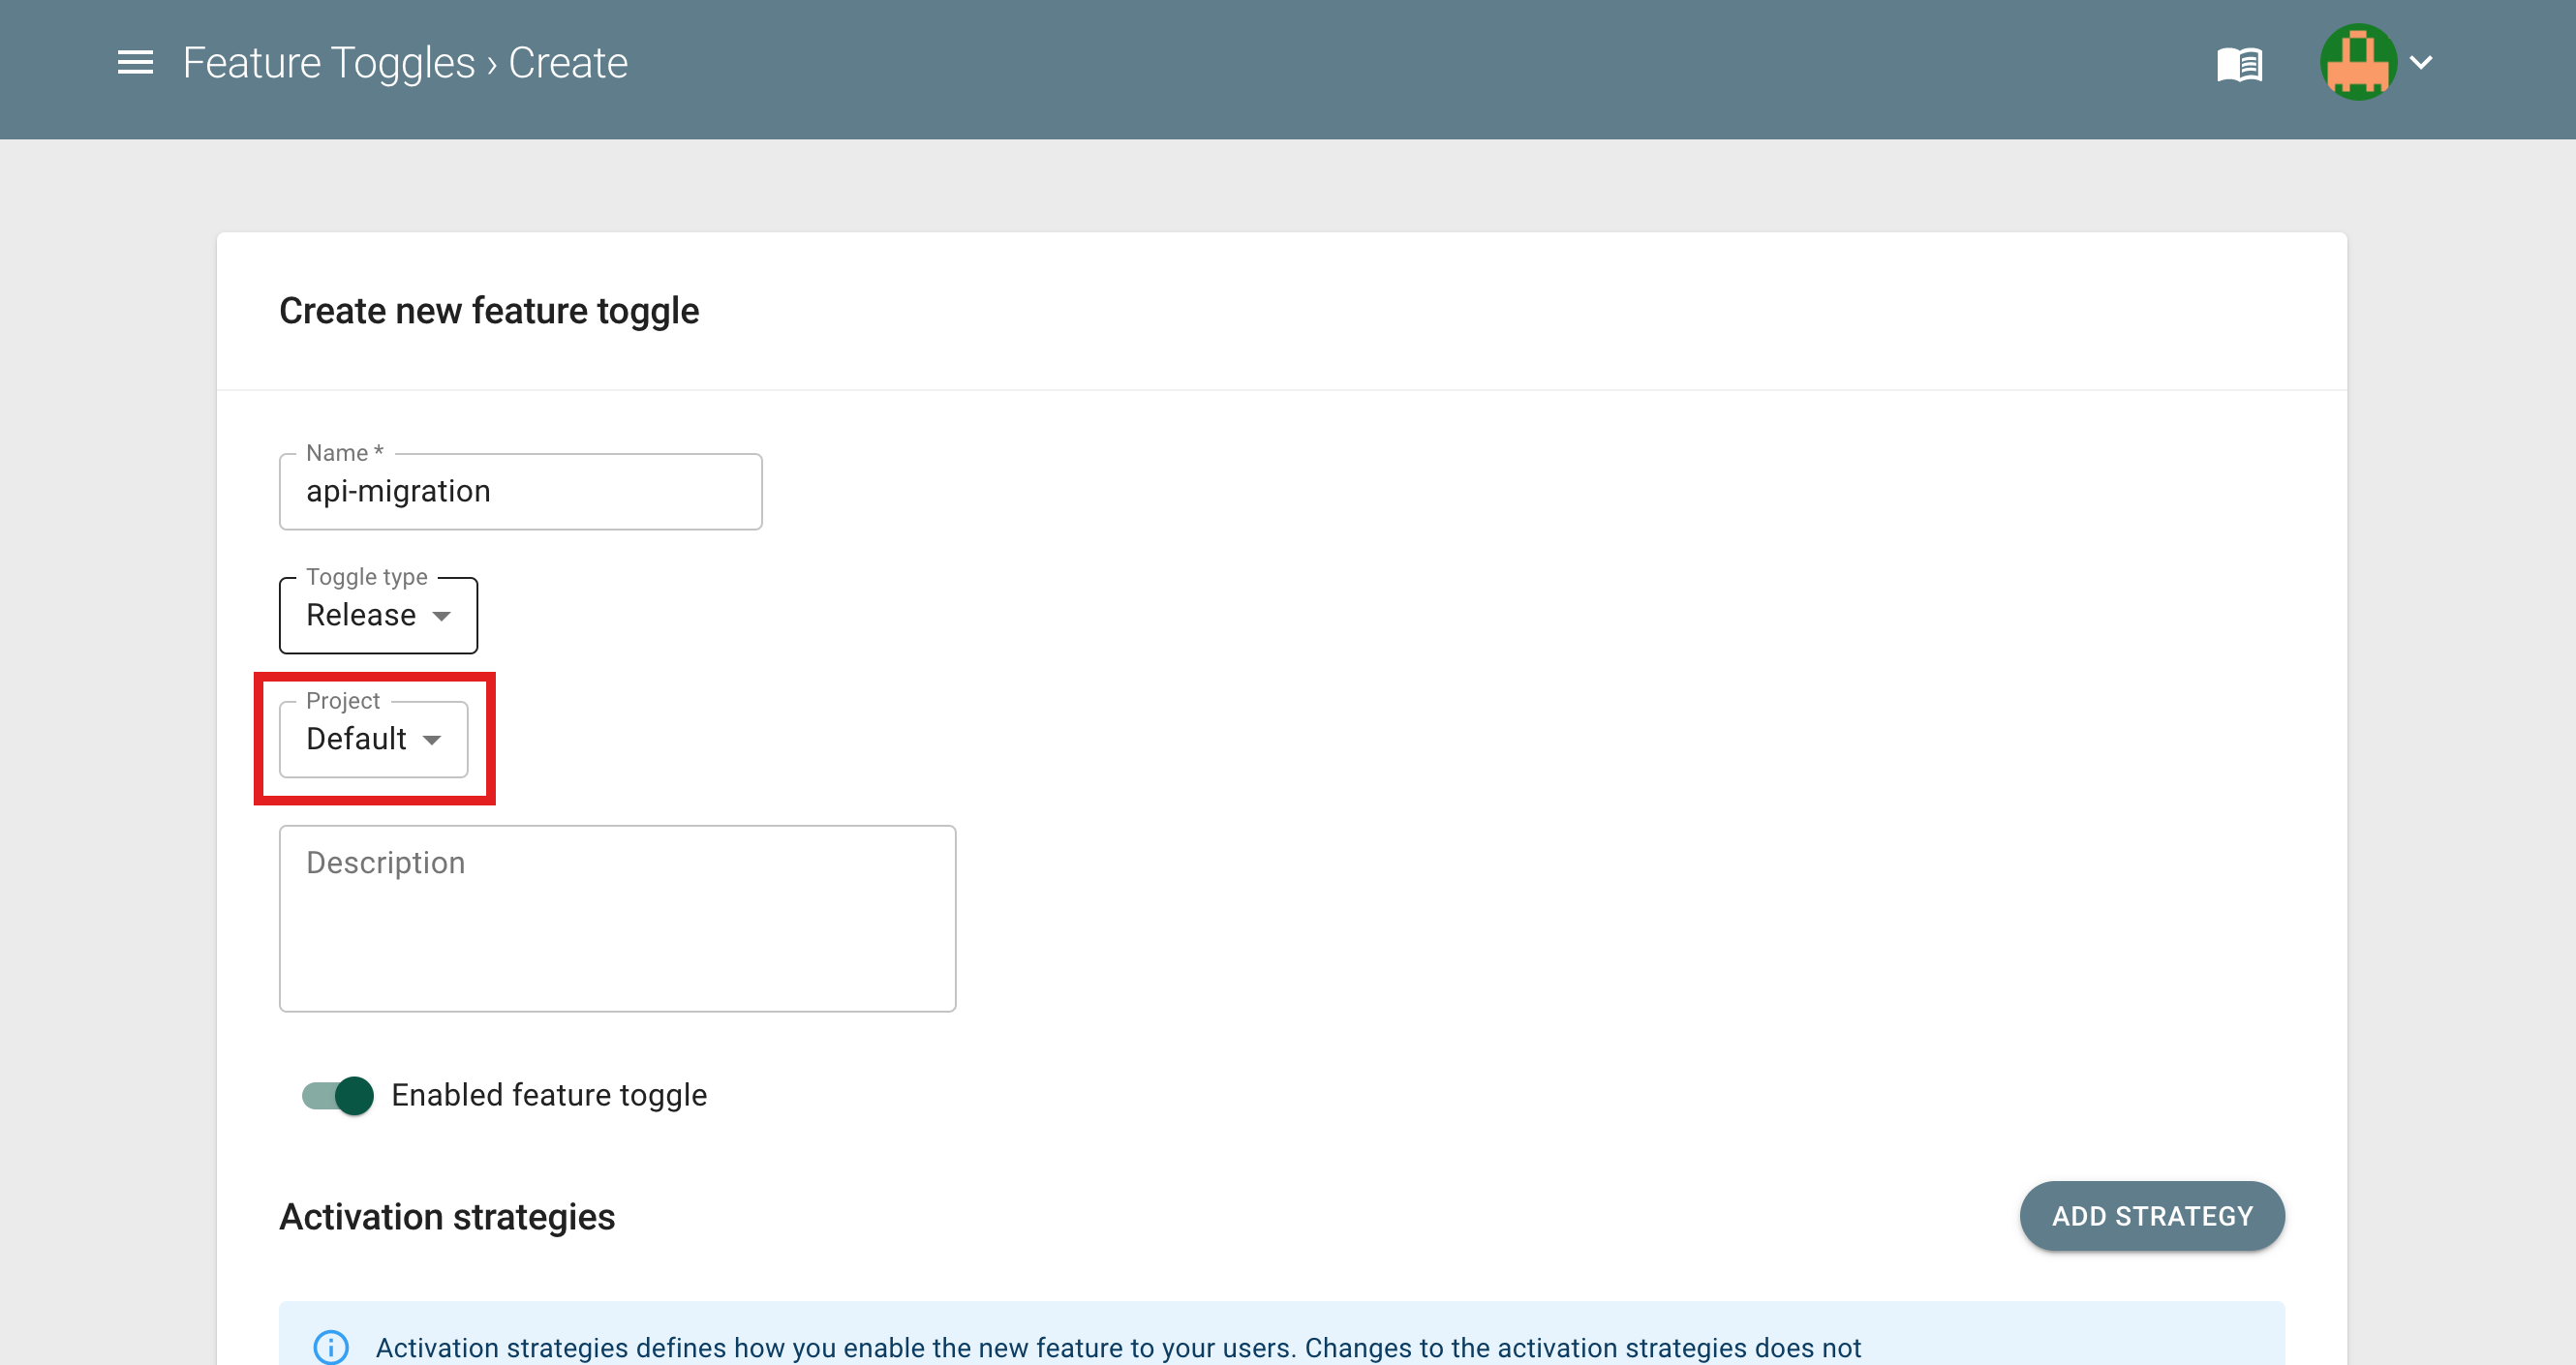 Feature Toggles › Create
Create new feature toggle
Name *
api-migration
Toggle type
Release
Project
Default
Description
Enabled feature toggle
Activation strategies
ADD STRATEGY
Activation strategies defines how you enable the new feature to your users. Changes to the activation strategies does not